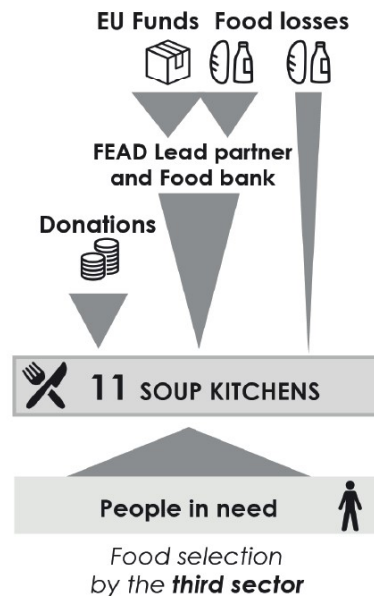 EU Funds Food losses
FEAD Lead partner
and Food bank
Donations
11 SOUP KITCHENS
People in need
Food selection
by the third sector